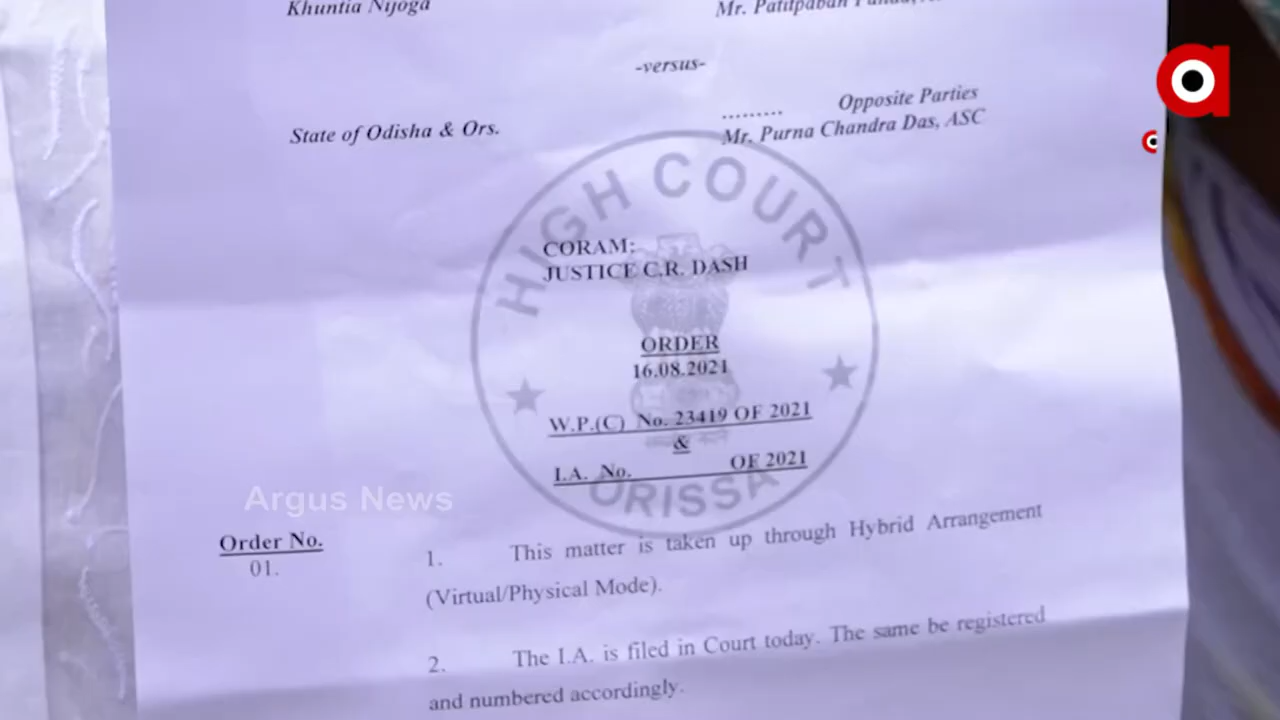 Khuntia Nijoga
Mr. Patitpaban
-versus-
......... Opposite Parties
State of Odisha & Ors.
Mr. Purna Chandra Das, ASC
HIGH COURT
ORISSA
CORAM:
JUSTICE C.R. DASH
ORDER
16.08.2021
W.P.(C) No. 23419 OF 2021
&
I.A. No. OF 2021
Argus News
Order No.
01.
1. This matter is taken up through Hybrid Arrangement
(Virtual/Physical Mode).
2. The I.A. is filed in Court today. The same be registered
and numbered accordingly.